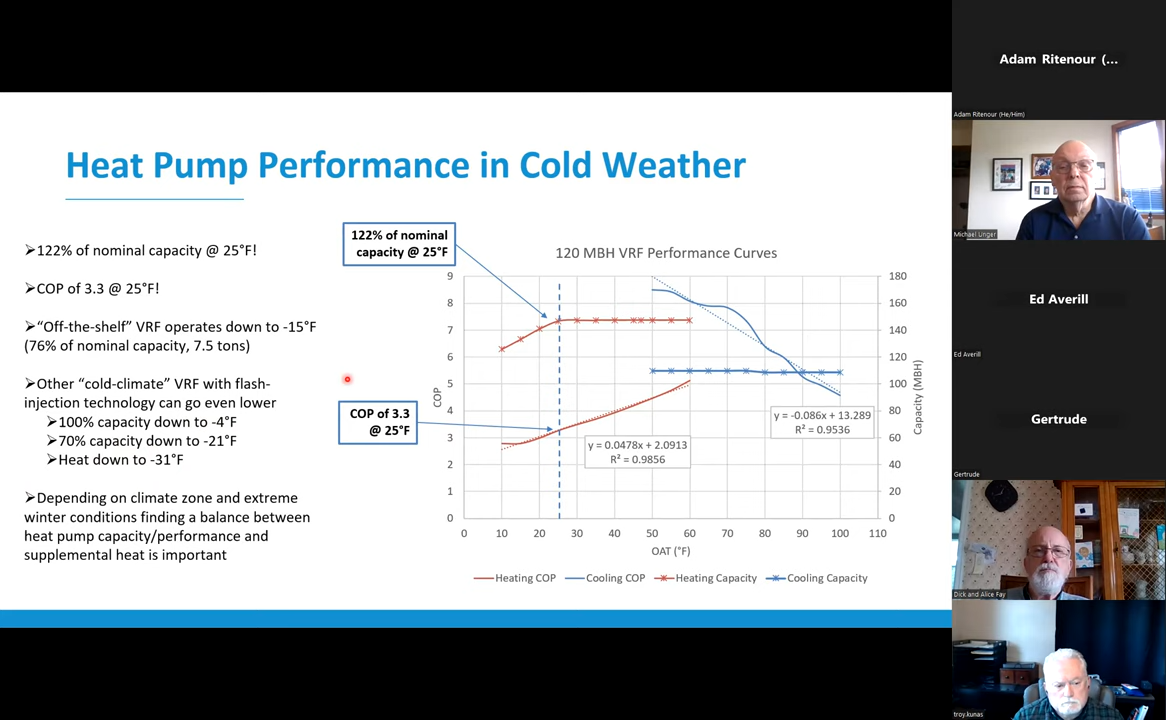 Heat Pump Performance in Cold Weather
➢122% of nominal capacity @ 25°F!
➢COP of 3.3 @ 25°F!
➢“Off-the-shelf” VRF operates down to -15°F
(76% of nominal capacity, 7.5 tons)
➢Other “cold-climate” VRF with flash-
injection technology can go even lower
➢100% capacity down to -4°F
➢70% capacity down to -21°F
➢Heat down to -31°F
➢Depending on climate zone and extreme
winter conditions finding a balance between
heat pump capacity/performance and
supplemental heat is important
122% of nominal
capacity @ 25°F
COP of 3.3
@ 25°F
120 MBH VRF Performance Curves
9
8
7
6
5
4
3
2
1
0
COP
180
160
140
120
100
80
60
40
20
0
Capacity (MBH)
y = 0.0478x + 2.0913
R² = 0.9856
y = -0.086x + 13.289
R² = 0.9536
0 10 20 30 40 50 60 70 80 90 100 110
OAT (°F)
Heating COP Cooling COP Heating Capacity Cooling Capacity
Adam Ritenour (...
Adam Ritenour (He/Him)
Michael Unger
Ed Averill
Ed Averill
Gertrude
Gertrude
Dick and Alice Fay
troy.kunas